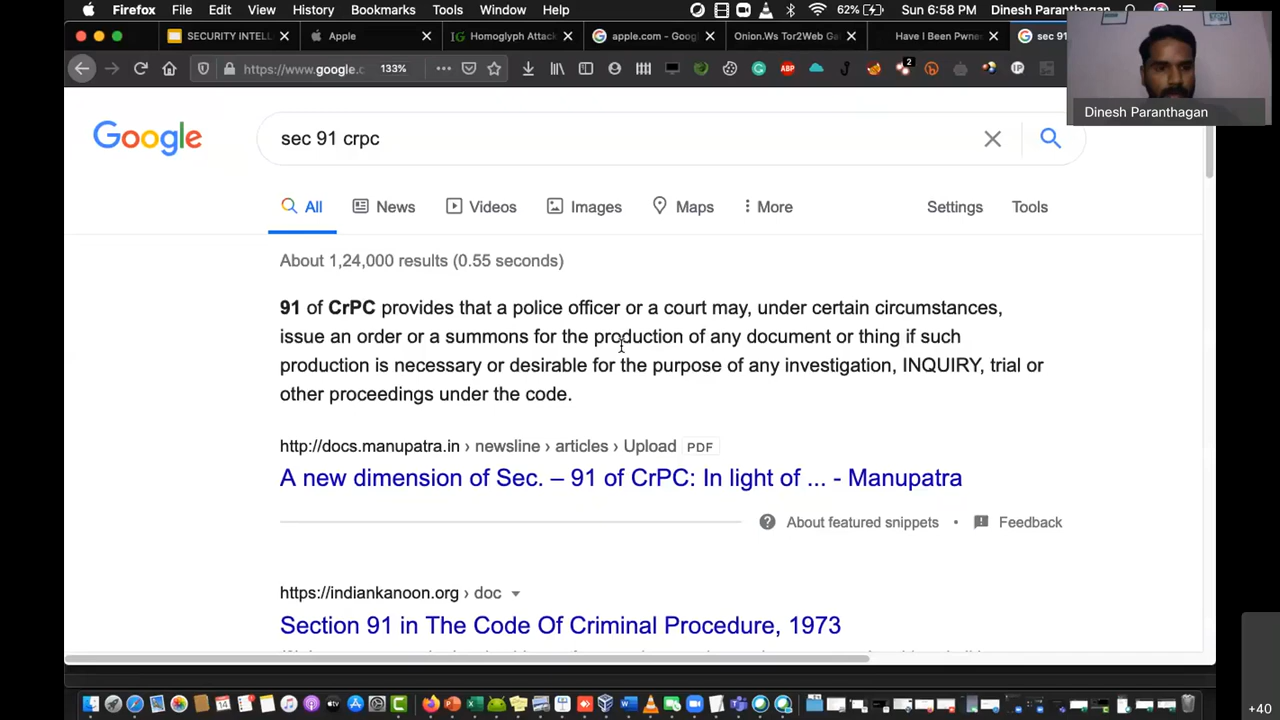 Firefox File Edit View History Bookmarks Tools Window Help 62% Sun 6:58 PM Dinesh Paranthagan
SECURITY INTELL Apple Homoglyph Attack apple.com - Goog Onion.Ws Tor2Web Ga Have I Been Pwne sec 91
https://www.google.c 133% ABP 2 IP
Dinesh Paranthagan
Google sec 91 crpc
All News Videos Images Maps More Settings Tools
About 1,24,000 results (0.55 seconds)
91 of CrPC provides that a police officer or a court may, under certain circumstances,
issue an order or a summons for the production of any document or thing if such
production is necessary or desirable for the purpose of any investigation, INQUIRY, trial or
other proceedings under the code.
http://docs.manupatra.in › newsline › articles › Upload PDF
A new dimension of Sec. – 91 of CrPC: In light of ... - Manupatra
About featured snippets • Feedback
https://indiankanoon.org › doc
Section 91 in The Code Of Criminal Procedure, 1973
+40